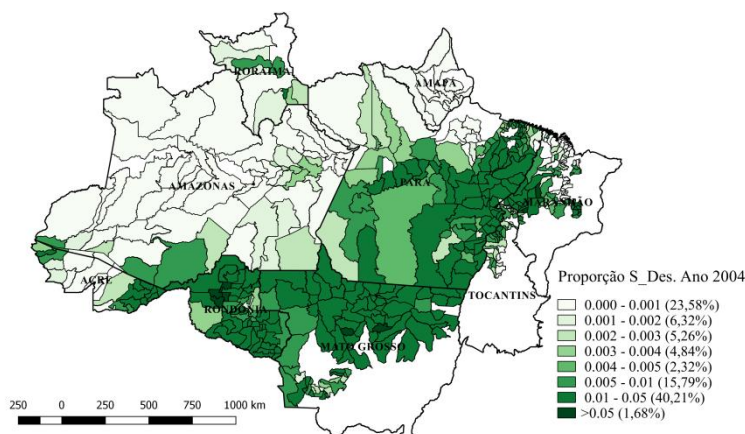 RORAIMA
AMAPÁ
AMAZONAS
PARÁ
MARANHÃO
ACRE
RONDÔNIA
TOCANTINS
MATO GROSSO
Proporção S_Des. Ano 2004
0.000 - 0.001 (23,58%)
0.001 - 0.002 (6,32%)
0.002 - 0.003 (5,26%)
0.003 - 0.004 (4,84%)
0.004 - 0.005 (2,32%)
0.005 - 0.01 (15,79%)
0.01 - 0.05 (40,21%)
>0.05 (1,68%)
250 0 250 500 750 1000 km